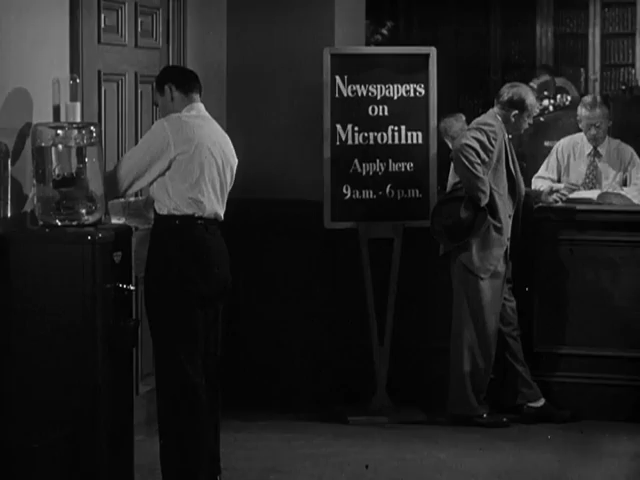 Newspapers
on
Microfilm
Apply here
9 a.m. - 6 p.m.